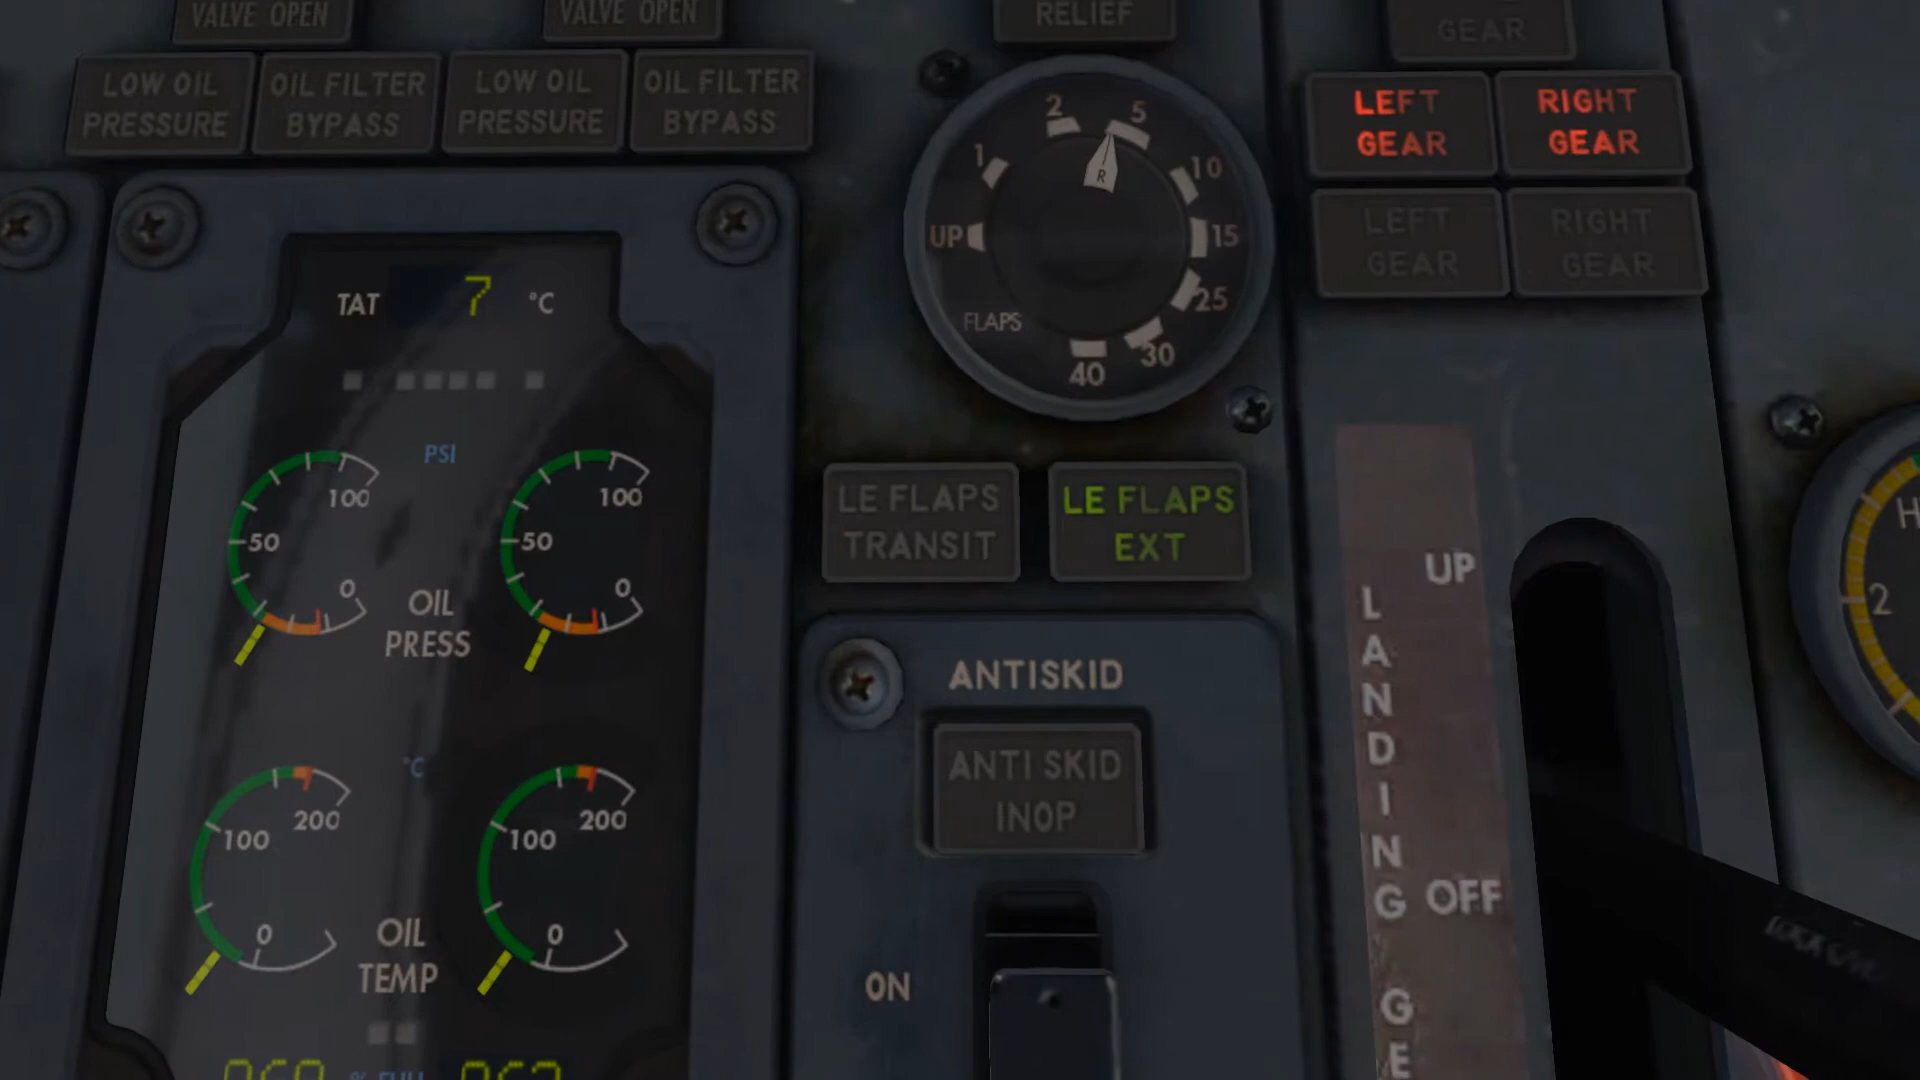 VALVE OPEN
VALVE OPEN
RELIEF
GEAR
LOW OIL
PRESSURE
OIL FILTER
BYPASS
LOW OIL
PRESSURE
OIL FILTER
BYPASS
LEFT
GEAR
RIGHT
GEAR
LEFT
GEAR
RIGHT
GEAR
UP
1
2
5
10
15
25
30
40
FLAPS
R
TAT 7 °C
PSI
100
50
0
100
50
0
OIL
PRESS
°C
200
100
0
200
100
0
OIL
TEMP
LE FLAPS
TRANSIT
LE FLAPS
EXT
ANTISKID
ANTI SKID
INOP
ON
LANDING GE
UP
OFF
H
2